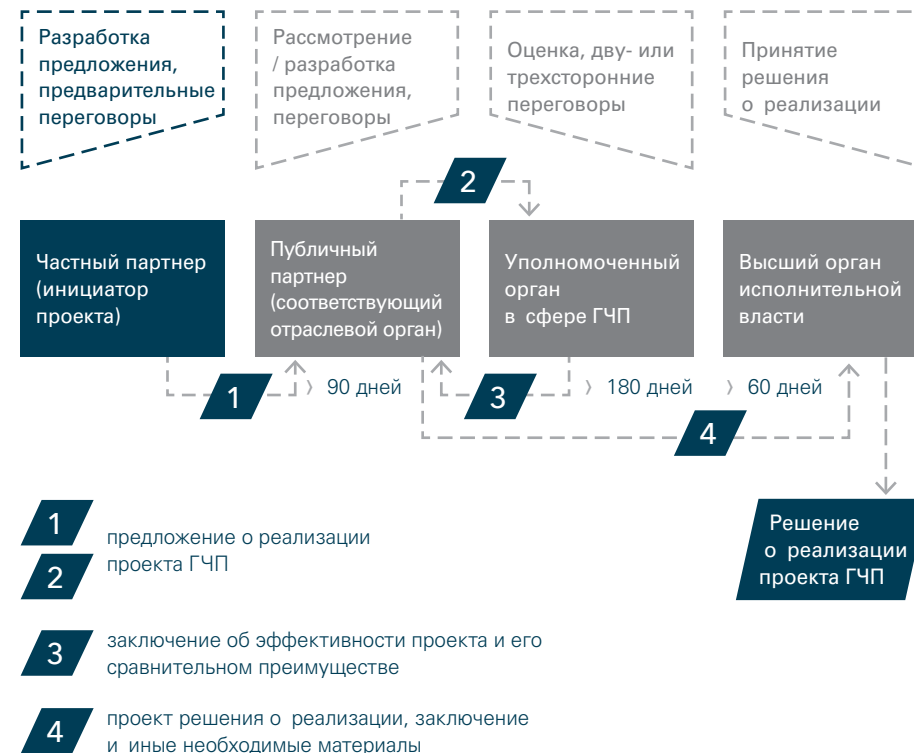 Разработка
предложения,
предварительные
переговоры
Рассмотрение
/ разработка
предложения,
переговоры
Оценка, дву- или
трехсторонние
переговоры
Принятие
решения
о реализации
2
Частный партнер
(инициатор
проекта)
Публичный
партнер
(соответствующий
отраслевой орган)
Уполномоченный
орган
в сфере ГЧП
Высший орган
исполнительной
власти
1
> 90 дней
3
> 180 дней
> 60 дней
4
Решение
о реализации
проекта ГЧП
1
2
предложение о реализации
проекта ГЧП
3
заключение об эффективности проекта и его
сравнительном преимуществе
4
проект решения о реализации, заключение
и иные необходимые материалы